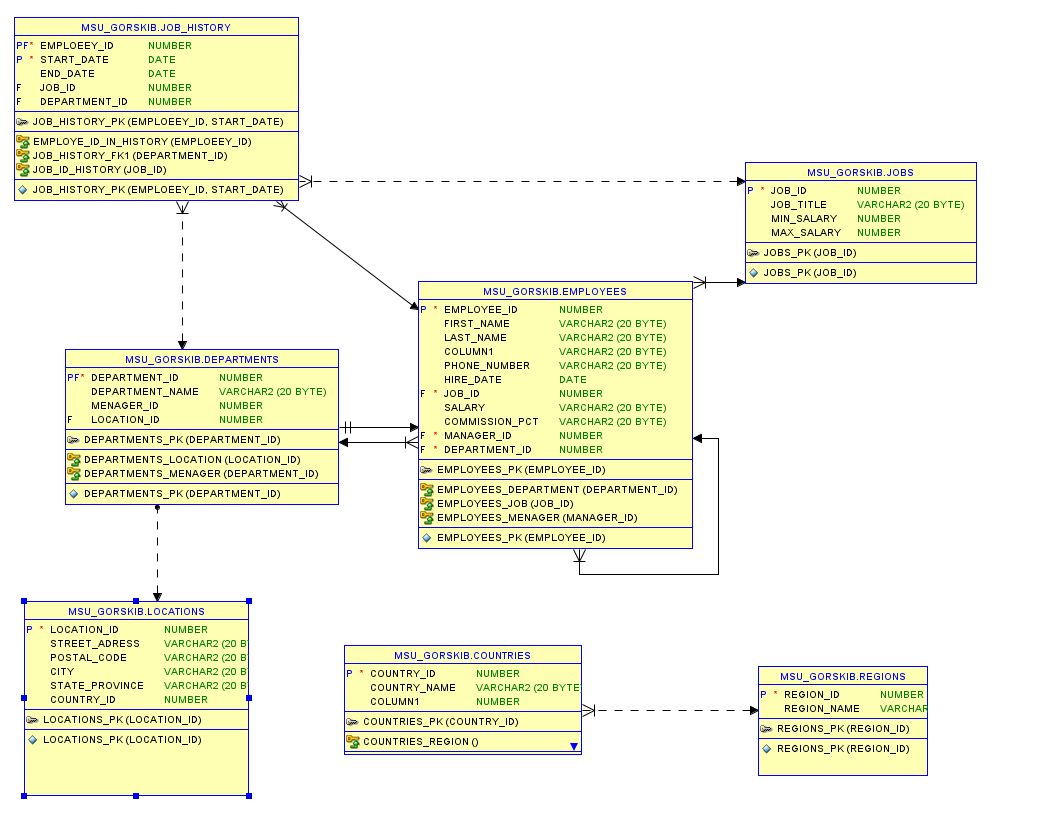 MSU_GORSKIB.JOB_HISTORY
PF* EMPLOEEY_ID NUMBER
P * START_DATE DATE
END_DATE DATE
F JOB_ID NUMBER
F DEPARTMENT_ID NUMBER
JOB_HISTORY_PK (EMPLOEEY_ID, START_DATE)
EMPLOYE_ID_IN_HISTORY (EMPLOEEY_ID)
JOB_HISTORY_FK1 (DEPARTMENT_ID)
JOB_ID_HISTORY (JOB_ID)
JOB_HISTORY_PK (EMPLOEEY_ID, START_DATE)
MSU_GORSKIB.JOBS
P * JOB_ID NUMBER
JOB_TITLE VARCHAR2 (20 BYTE)
MIN_SALARY NUMBER
MAX_SALARY NUMBER
JOBS_PK (JOB_ID)
JOBS_PK (JOB_ID)
MSU_GORSKIB.EMPLOYEES
P * EMPLOYEE_ID NUMBER
FIRST_NAME VARCHAR2 (20 BYTE)
LAST_NAME VARCHAR2 (20 BYTE)
COLUMN1 VARCHAR2 (20 BYTE)
PHONE_NUMBER VARCHAR2 (20 BYTE)
HIRE_DATE DATE
F * JOB_ID NUMBER
SALARY VARCHAR2 (20 BYTE)
COMMISSION_PCT VARCHAR2 (20 BYTE)
F * MANAGER_ID NUMBER
F * DEPARTMENT_ID NUMBER
EMPLOYEES_PK (EMPLOYEE_ID)
EMPLOYEES_DEPARTMENT (DEPARTMENT_ID)
EMPLOYEES_JOB (JOB_ID)
EMPLOYEES_MENAGER (MANAGER_ID)
EMPLOYEES_PK (EMPLOYEE_ID)
MSU_GORSKIB.DEPARTMENTS
PF* DEPARTMENT_ID NUMBER
DEPARTMENT_NAME VARCHAR2 (20 BYTE)
MENAGER_ID NUMBER
F LOCATION_ID NUMBER
DEPARTMENTS_PK (DEPARTMENT_ID)
DEPARTMENTS_LOCATION (LOCATION_ID)
DEPARTMENTS_MENAGER (DEPARTMENT_ID)
DEPARTMENTS_PK (DEPARTMENT_ID)
MSU_GORSKIB.LOCATIONS
P * LOCATION_ID NUMBER
STREET_ADRESS VARCHAR2 (20 B
POSTAL_CODE VARCHAR2 (20 B
CITY VARCHAR2 (20 B
STATE_PROVINCE VARCHAR2 (20 B
COUNTRY_ID NUMBER
LOCATIONS_PK (LOCATION_ID)
LOCATIONS_PK (LOCATION_ID)
MSU_GORSKIB.COUNTRIES
P * COUNTRY_ID NUMBER
COUNTRY_NAME VARCHAR2 (20 BYTE
COLUMN1 NUMBER
COUNTRIES_PK (COUNTRY_ID)
COUNTRIES_REGION ()
MSU_GORSKIB.REGIONS
P * REGION_ID NUMBER
REGION_NAME VARCHAR
REGIONS_PK (REGION_ID)
REGIONS_PK (REGION_ID)